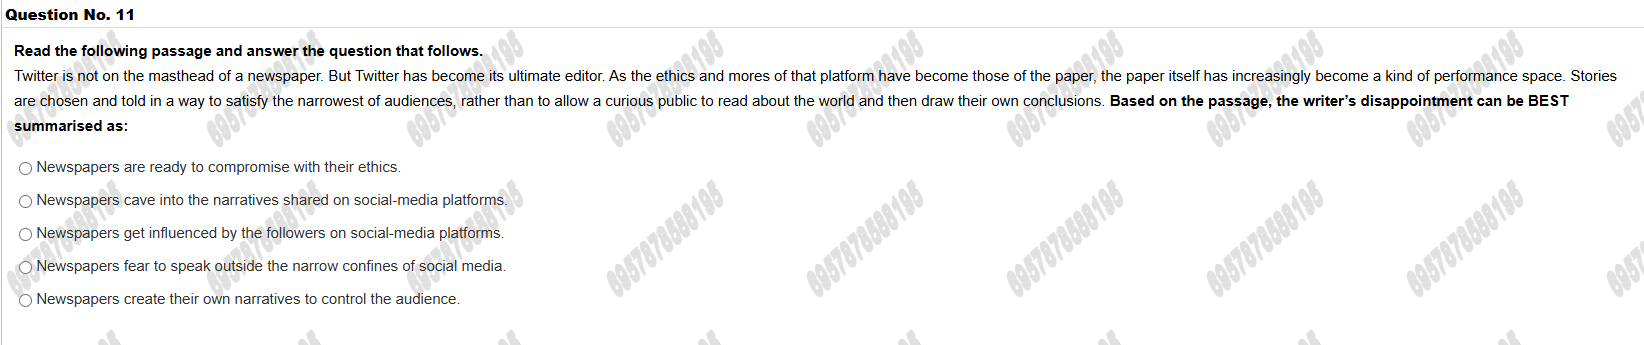 Question No. 11
Read the following passage and answer the question that follows.
Twitter is not on the masthead of a newspaper. But Twitter has become its ultimate editor. As the ethics and mores of that platform have become those of the paper, the paper itself has increasingly become a kind of performance space. Stories
are chosen and told in a way to satisfy the narrowest of audiences, rather than to allow a curious public to read about the world and then draw their own conclusions. Based on the passage, the writer's disappointment can be BEST
summarised as:
Newspapers are ready to compromise with their ethics.
Newspapers cave into the narratives shared on social-media platforms.
Newspapers get influenced by the followers on social-media platforms.
Newspapers fear to speak outside the narrow confines of social media.
Newspapers create their own narratives to control the audience.